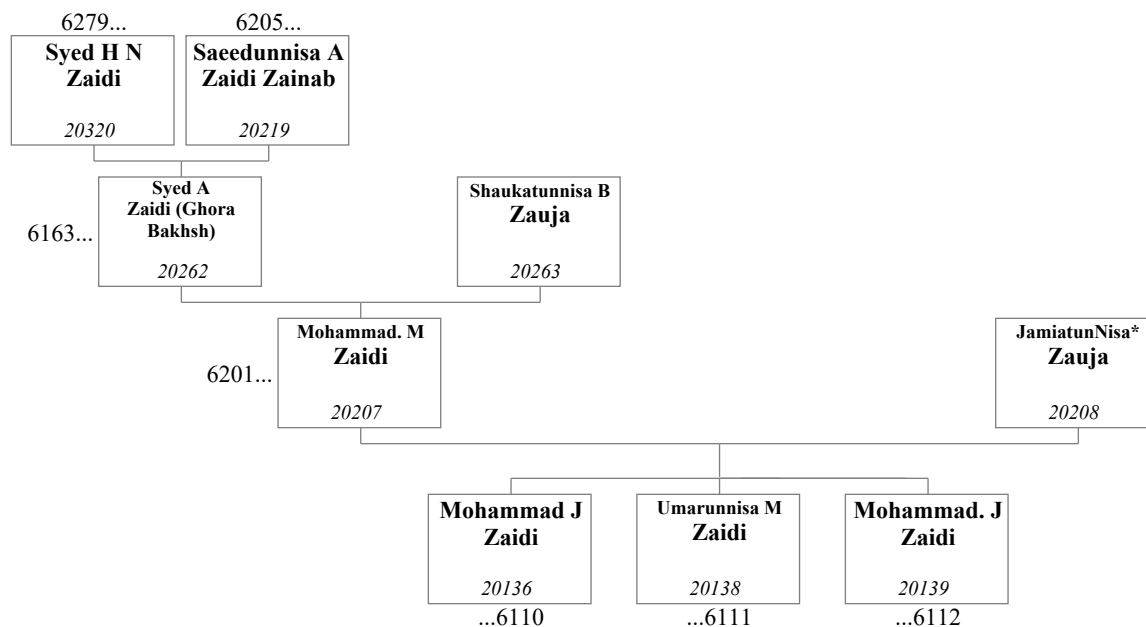 6279...
6205...
Syed H N
Zaidi
20320
Saeedunnisa A
Zaidi Zainab
20219
6163...
Syed A
Zaidi (Ghora
Bakhsh)
20262
Shaukatunnisa B
Zauja
20263
6201...
Mohammad. M
Zaidi
20207
JamiatunNisa*
Zauja
20208
Mohammad J
Zaidi
20136
...6110
Umarunnisa M
Zaidi
20138
...6111
Mohammad. J
Zaidi
20139
...6112